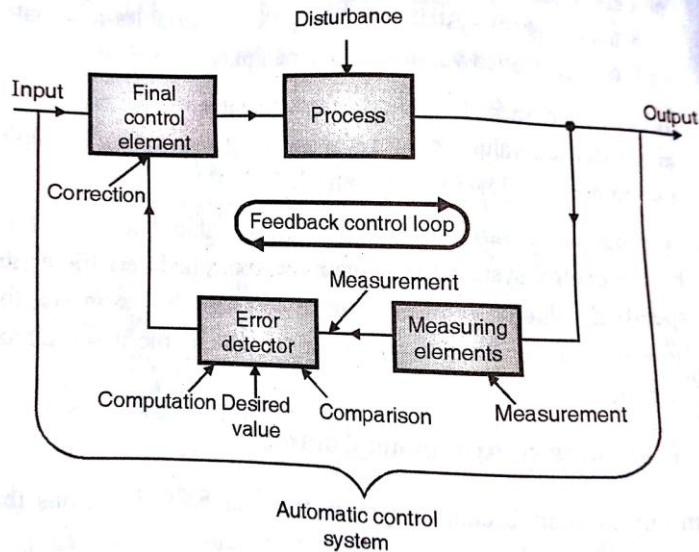 Disturbance
Input
Final
control
element
Process
Output
Correction
Feedback control loop
Measurement
Error
detector
Measuring
elements
Computation
Desired
value
Comparison
Measurement
Automatic control
system